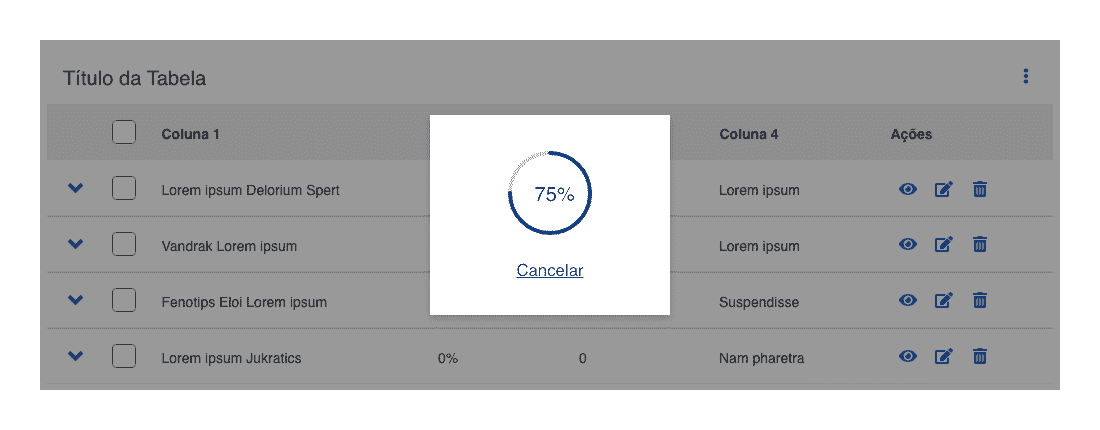 Título da Tabela
Coluna 1 Coluna 4 Ações
Lorem ipsum Delorium Spert Lorem ipsum
75%
Vandrak Lorem ipsum Lorem ipsum
Cancelar
Fenotips Eloi Lorem ipsum Suspendisse
Lorem ipsum Jukratics 0% 0 Nam pharetra